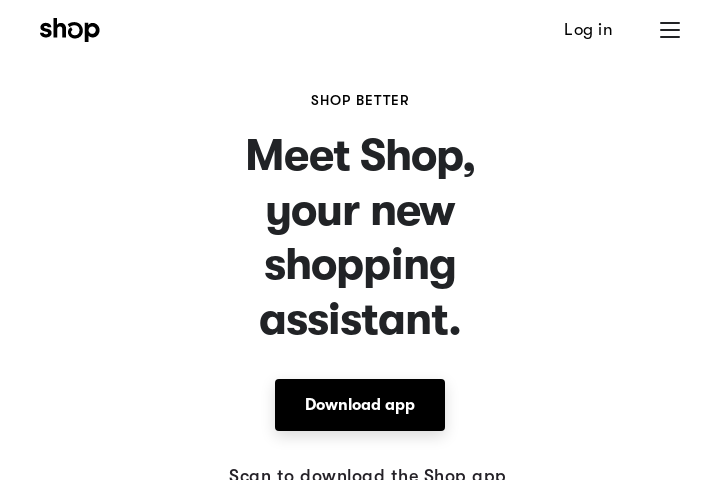 shop
Log in
SHOP BETTER
Meet Shop,
your new
shopping
assistant.
Download app
Scan to download the Shop app